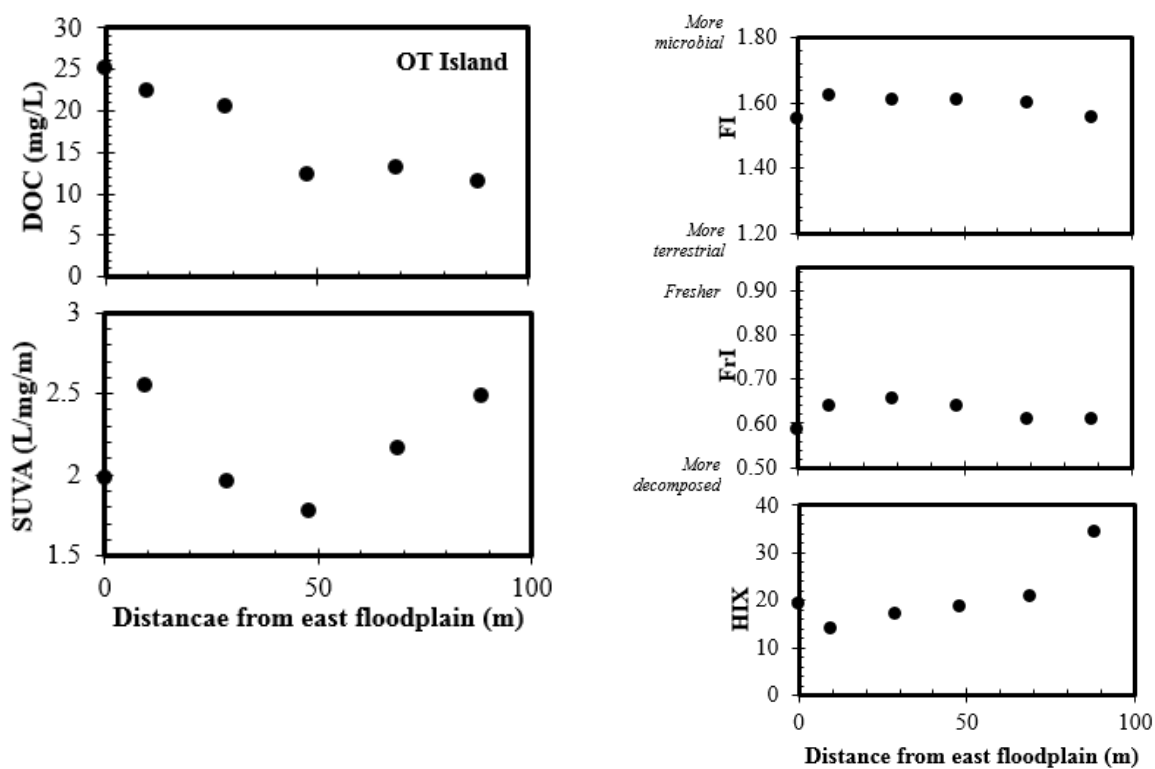 30
25
20
15
10
5
0
DOC (mg/L)
OT Island
3
2.5
2
1.5
SUVA (L/mg/m)
0
50
100
Distancae from east floodplain (m)
More
microbial
1.80
1.60
1.40
1.20
FI
More
terrestrial
Fresher
0.90
0.80
0.70
0.60
0.50
FrI
More
decomposed
40
30
20
10
0
HIX
0
50
100
Distance from east floodplain (m)